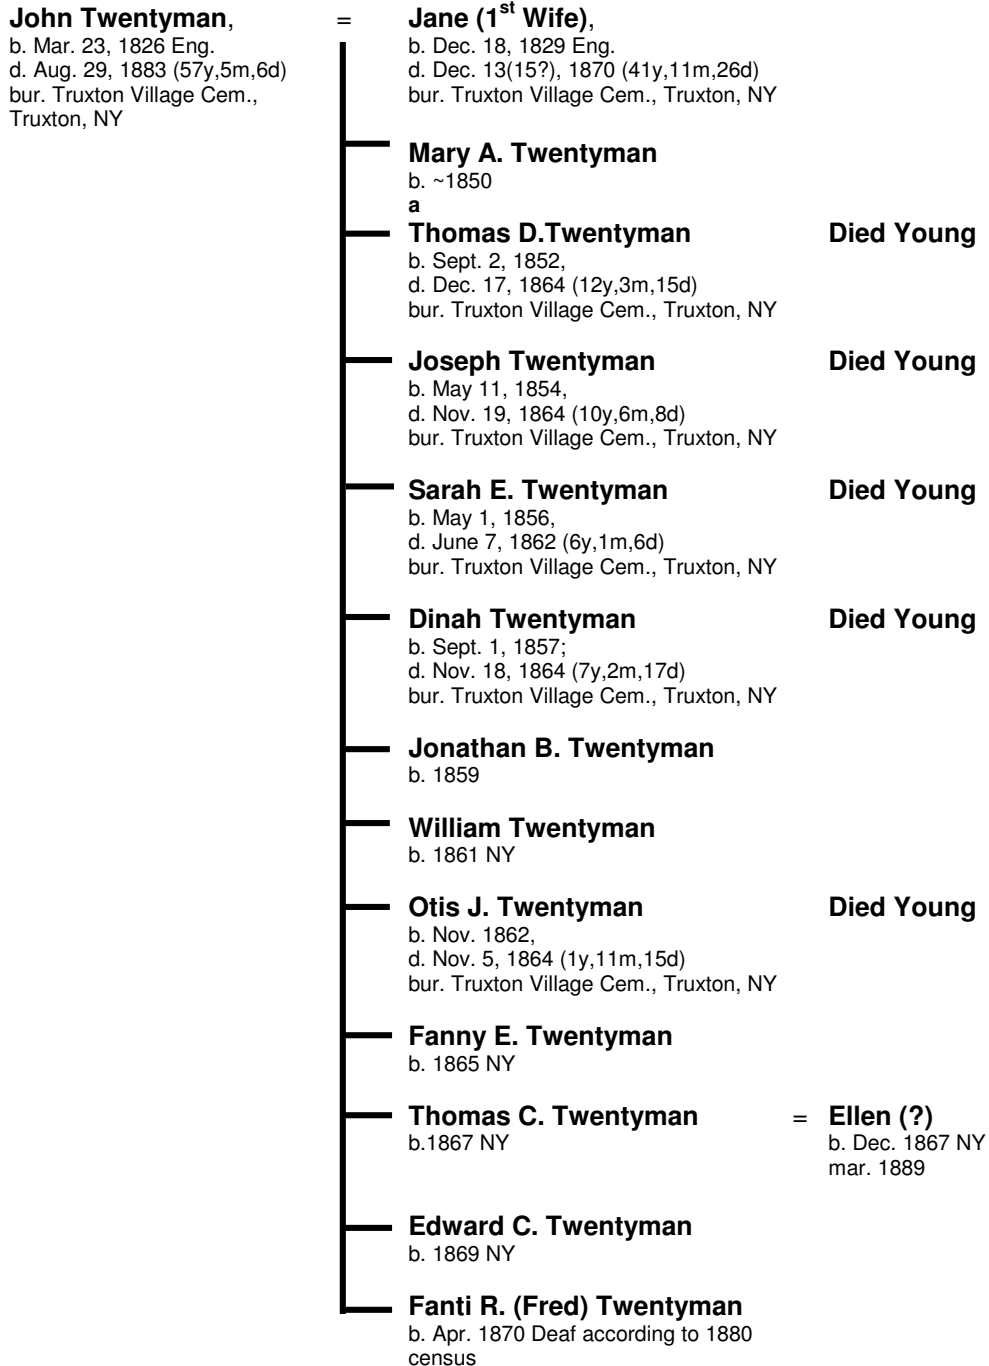 John Twentyman, = Jane (1st Wife),
b. Mar. 23, 1826 Eng. b. Dec. 18, 1829 Eng.
d. Aug. 29, 1883 (57y,5m,6d) d. Dec. 13(15?), 1870 (41y,11m,26d)
bur. Truxton Village Cem., bur. Truxton Village Cem., Truxton, NY
Truxton, NY
Mary A. Twentyman
b. ~1850
a
Thomas D.Twentyman Died Young
b. Sept. 2, 1852,
d. Dec. 17, 1864 (12y,3m,15d)
bur. Truxton Village Cem., Truxton, NY
Joseph Twentyman Died Young
b. May 11, 1854,
d. Nov. 19, 1864 (10y,6m,8d)
bur. Truxton Village Cem., Truxton, NY
Sarah E. Twentyman Died Young
b. May 1, 1856,
d. June 7, 1862 (6y,1m,6d)
bur. Truxton Village Cem., Truxton, NY
Dinah Twentyman Died Young
b. Sept. 1, 1857;
d. Nov. 18, 1864 (7y,2m,17d)
bur. Truxton Village Cem., Truxton, NY
Jonathan B. Twentyman
b. 1859
William Twentyman
b. 1861 NY
Otis J. Twentyman Died Young
b. Nov. 1862,
d. Nov. 5, 1864 (1y,11m,15d)
bur. Truxton Village Cem., Truxton, NY
Fanny E. Twentyman
b. 1865 NY
Thomas C. Twentyman = Ellen (?)
b.1867 NY b. Dec. 1867 NY
mar. 1889
Edward C. Twentyman
b. 1869 NY
Fanti R. (Fred) Twentyman
b. Apr. 1870 Deaf according to 1880
census